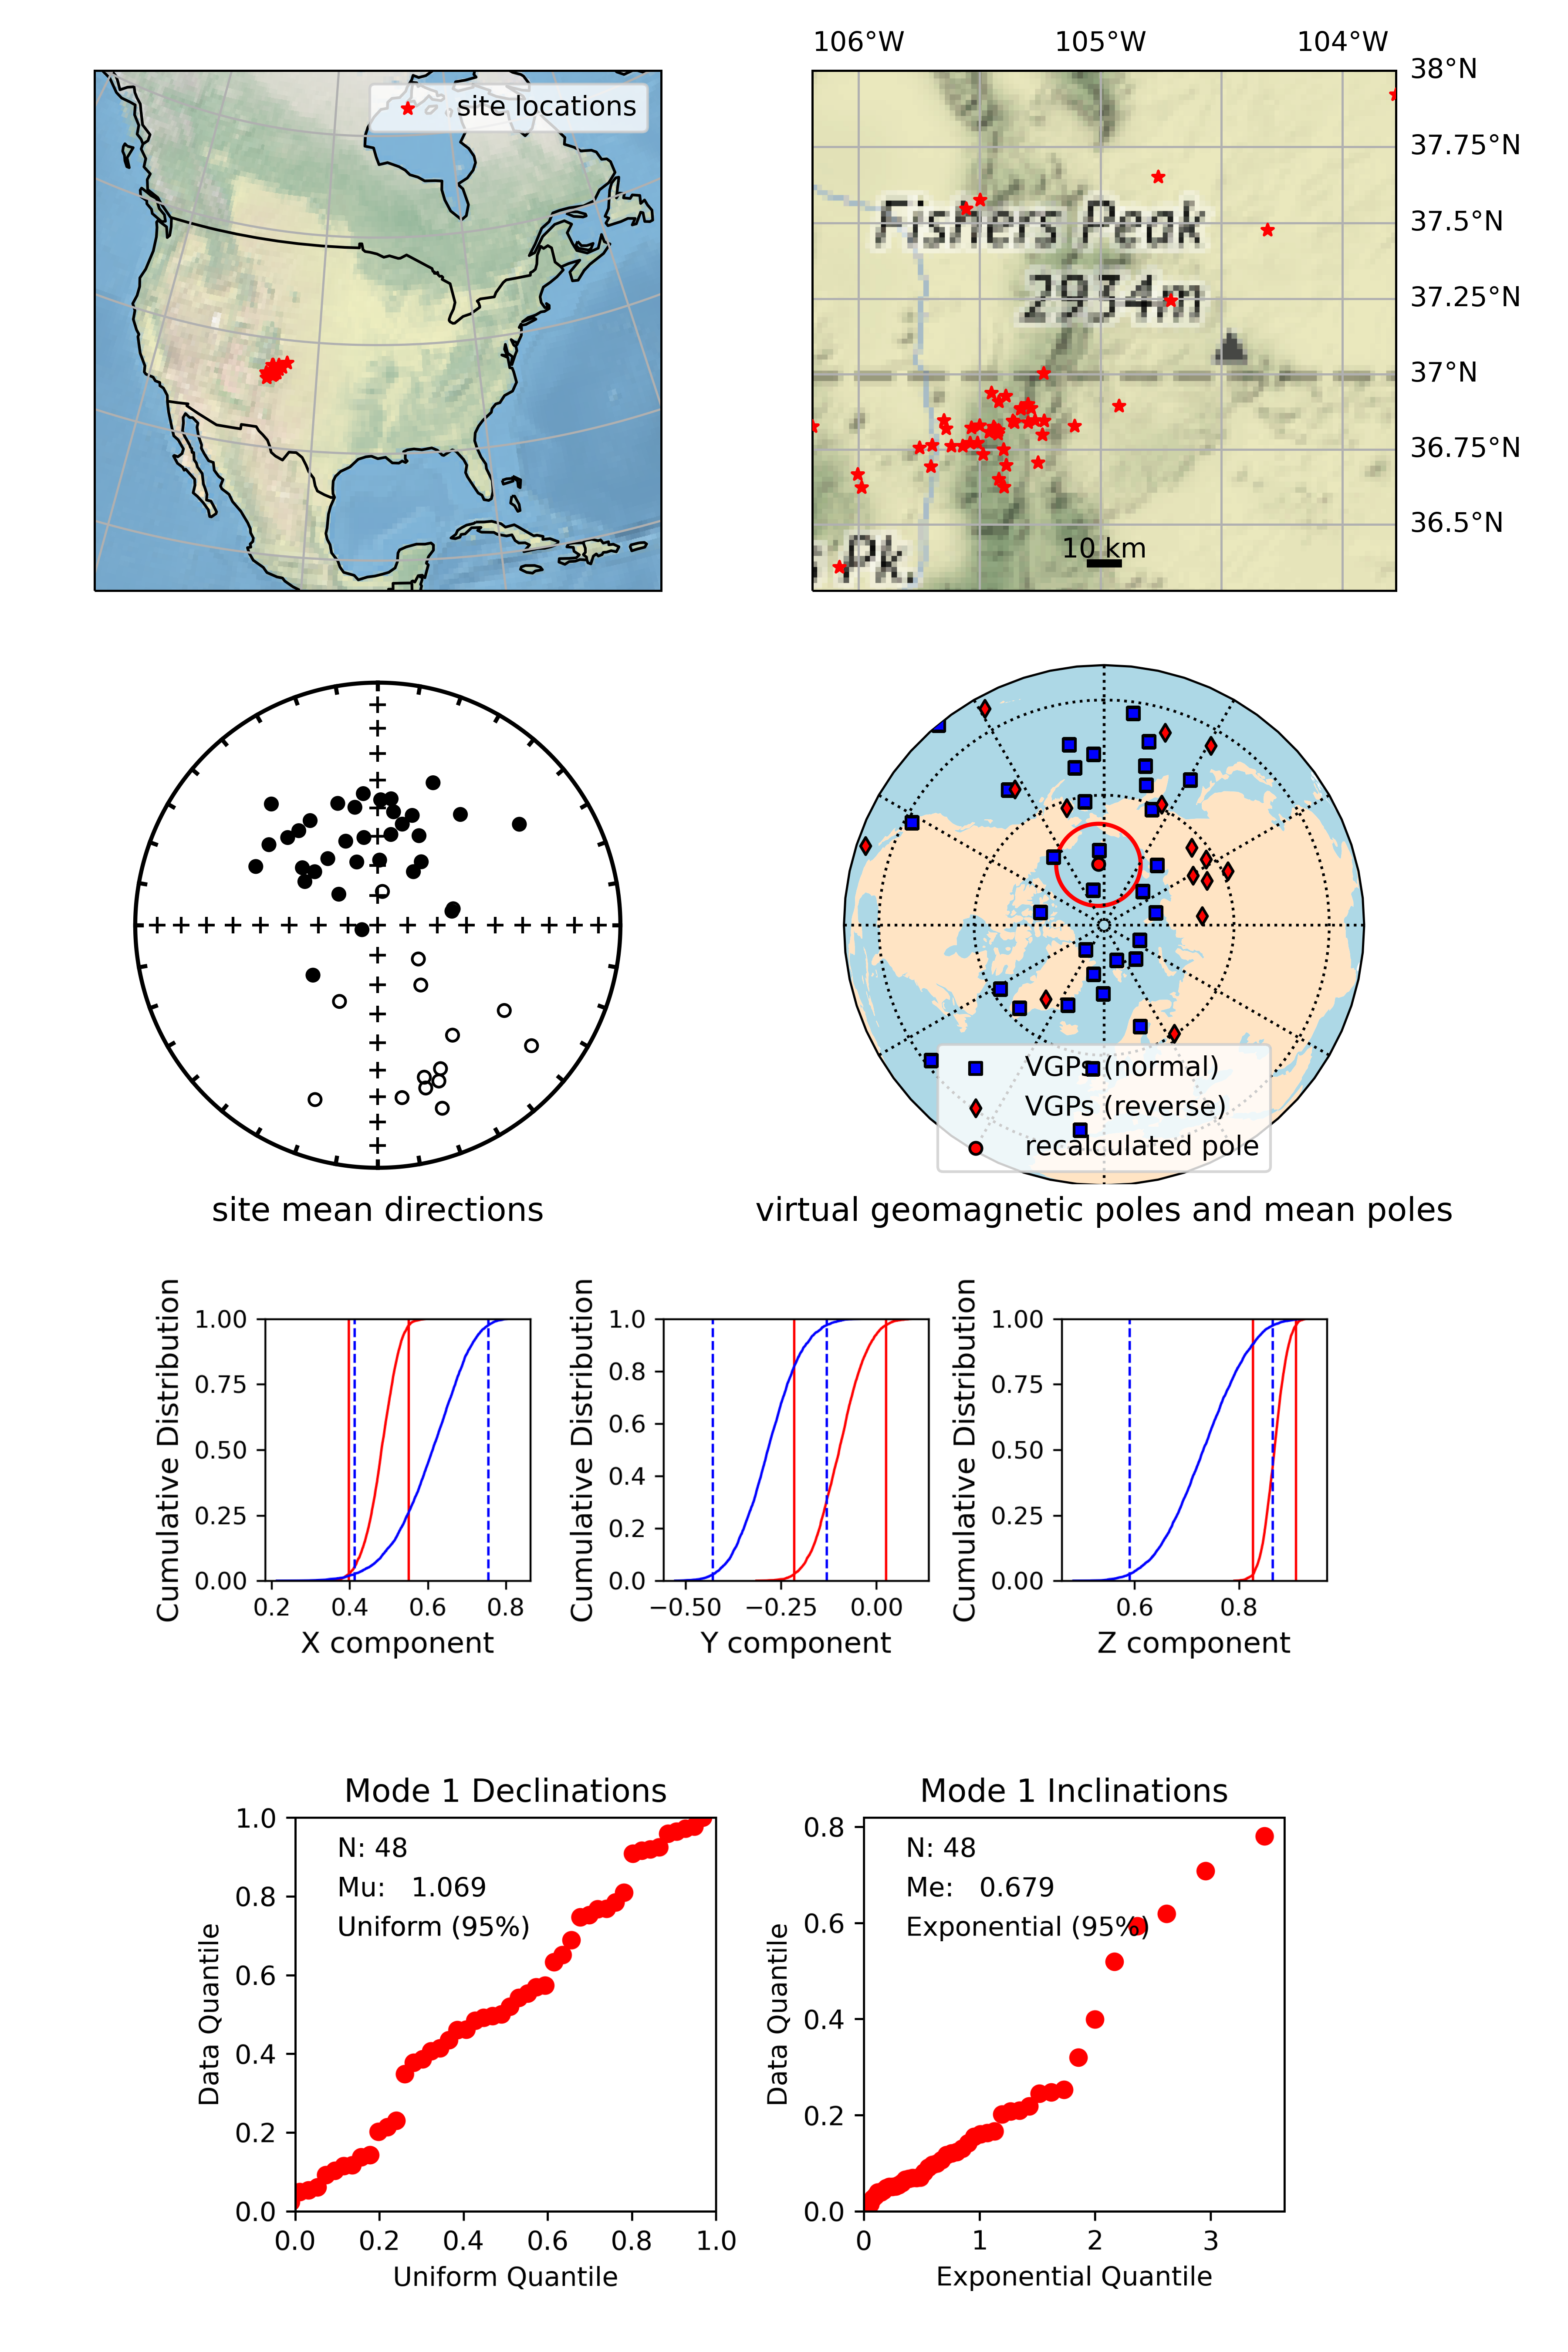 106°W 105°W 104°W
site locations
38°N
37.75°N
37.5°N
37.25°N
37°N
36.75°N
36.5°N
Fishers Peak
2934m
Pk.
10 km
VGPs (normal)
VGPs (reverse)
recalculated pole
site mean directions
virtual geomagnetic poles and mean poles
Cumulative Distribution
1.00
0.75
0.50
0.25
0.00
0.2 0.4 0.6 0.8
X component
Cumulative Distribution
1.0
0.8
0.6
0.4
0.2
0.0
−0.50 −0.25 0.00
Y component
Cumulative Distribution
1.00
0.75
0.50
0.25
0.00
0.6 0.8
Z component
Mode 1 Declinations
N: 48
Mu: 1.069
Uniform (95%)
Data Quantile
1.0
0.8
0.6
0.4
0.2
0.0
0.0 0.2 0.4 0.6 0.8 1.0
Uniform Quantile
Mode 1 Inclinations
N: 48
Me: 0.679
Exponential (95%)
Data Quantile
0.8
0.6
0.4
0.2
0.0
0 1 2 3
Exponential Quantile